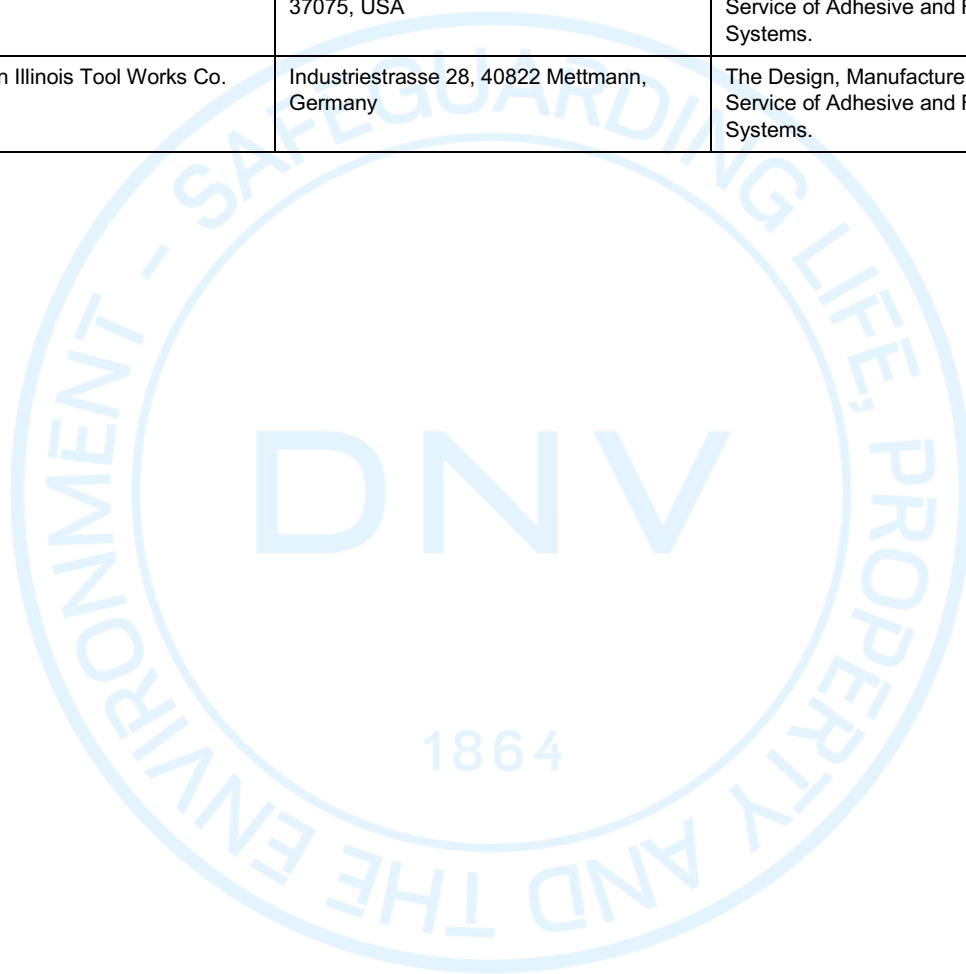 37075, USA
Service of Adhesive and
Systems.
n Illinois Tool Works Co.
Industriestrasse 28, 40822 Mettmann,
Germany
The Design, Manufacture
Service of Adhesive and
Systems.
SAFEGUARDING LIFE, PROPERTY AND THE ENVIRONMENT -
DNV
1864